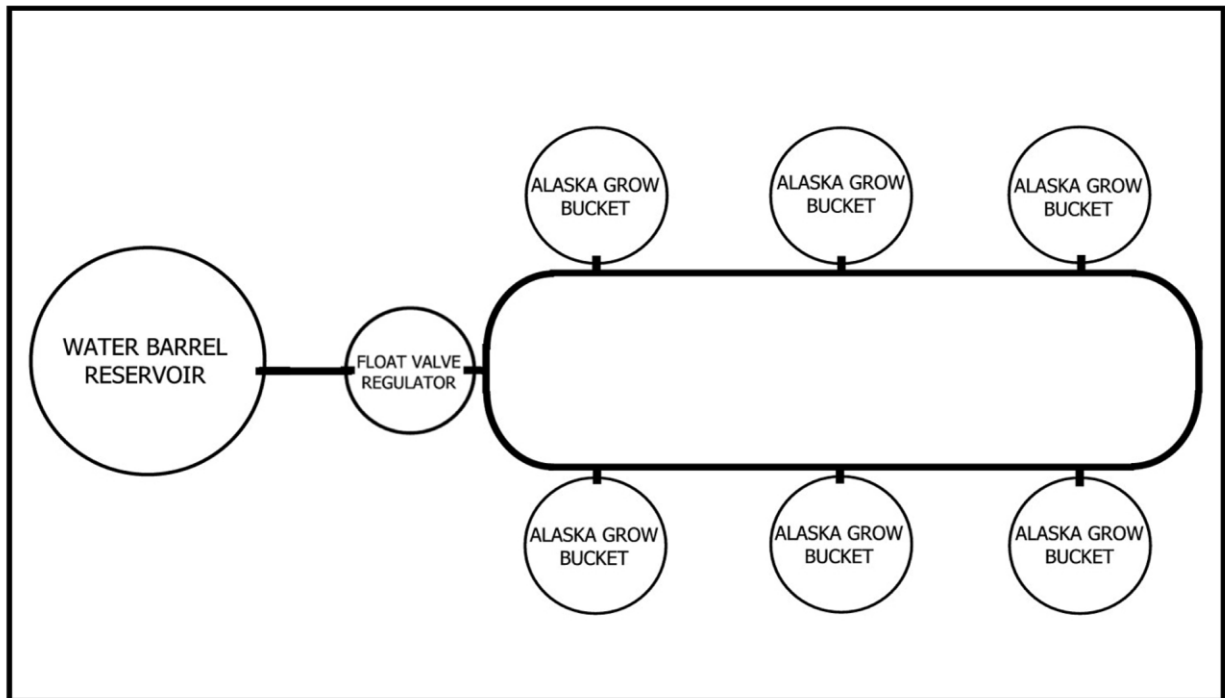 ALASKA GROW
BUCKET
ALASKA GROW
BUCKET
ALASKA GROW
BUCKET
WATER BARREL
RESERVOIR
FLOAT VALVE
REGULATOR
ALASKA GROW
BUCKET
ALASKA GROW
BUCKET
ALASKA GROW
BUCKET